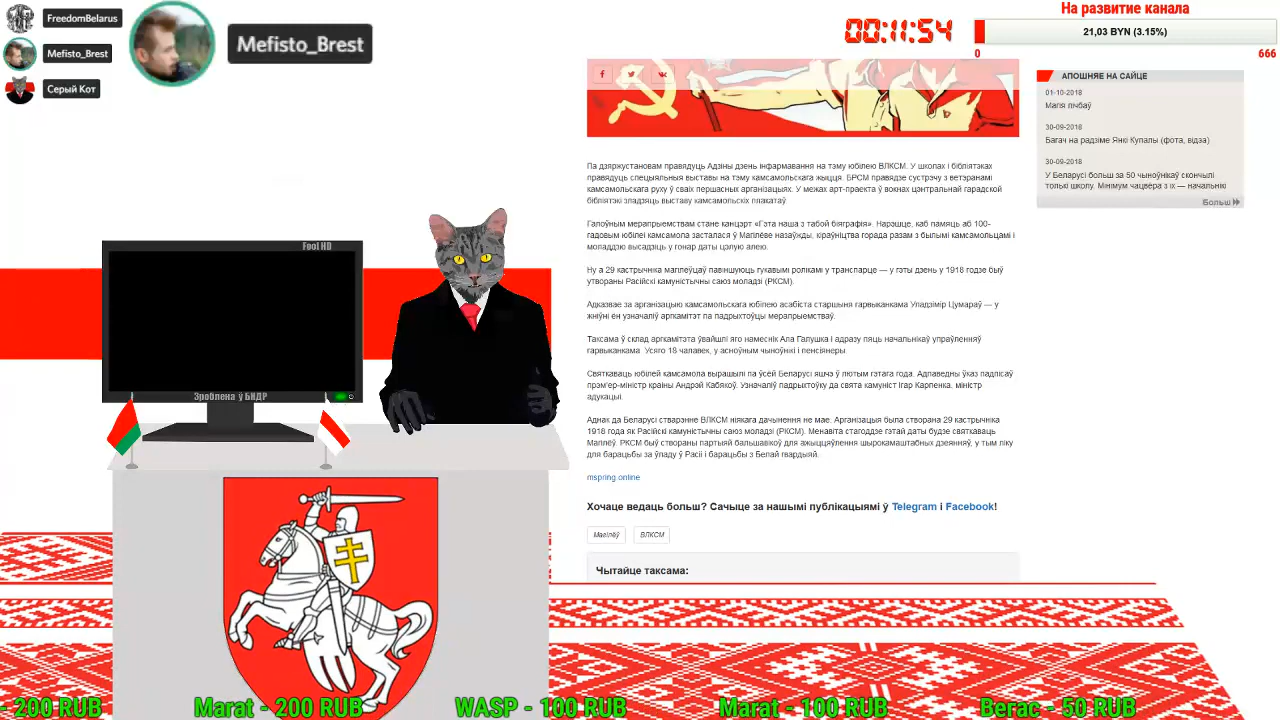 FreedomBelarus
Mefisto_Brest
Серый Кот
Mefisto_Brest
00:11:54
На развитие канала
21,03 BYN (3.15%)
0
666
АПОШНЯЕ НА САЙЦЕ
01-10-2018
Магія лічбаў
30-09-2018
Багач на радзіме Янкі Купалы (фота, відэа)
30-09-2018
У Беларусі больш за 50 чыноўнікаў скончылі
толькі школу. Мінімум чацвёра з іх — начальнікі
Больш
Па дзяржустановам правядуць Адзіны дзень інфармавання на тэму юбілею ВЛКСМ. У школах і бібліятэках
правядуць спецыяльныя выставы на тэму камсамольскага жыцця. БРСМ правядзе сустрэчу з ветэранамі
камсамольскага руху ў сваіх першасных арганізацыях. У межах арт-праекта ў вокнах цэнтральнай гарадской
бібліятэкі зладзяць выставу камсамольскіх плакатаў.
Галоўным мерапрыемствам стане канцэрт «Гэта наша з табой біяграфія». Нарэшце, каб памяць аб 100-
гадовым юбілеі камсамола засталася ў Магілёве назаўжды, кіраўніцтва горада разам з былымі камсамольцамі і
моладдзю высадзіць у гонар даты цэлую алею.
Ну а 29 кастрычніка магілеўцаў павіншуюць гукавымі ролікамі у транспарце — у гэты дзень у 1918 годзе быў
утвораны Расійскі камуністычны саюз моладзі (РКСМ).
Адказвае за арганізацыю камсамольскага юбілею асабіста старшыня гарвыканкама Уладзімір Цумараў — у
жніўні ён узначаліў аргкамітэт па падрыхтоўцы мерапрыемстваў.
Таксама ў склад аргкамітэта ўвайшлі яго намеснік Ала Галушка і адразу пяць начальнікаў упраўленняў
гарвыканкама. Усяго 18 чалавек, у асноўным чыноўнікі і пенсіянеры.
Святкаваць юбілей камсамола вырашылі па ўсёй Беларусі яшчэ ў лютым гэтага года. Адпаведны ўказ падпісаў
прэм'ер-міністр краіны Андрэй Кабякоў. Узначаліў падрыхтоўку да свята камуніст Ігар Карпенка, міністр
адукацыі.
Аднак да Беларусі стварэнне ВЛКСМ ніякага дачынення не мае. Арганізацыя была створана 29 кастрычніка
1918 года як Расійскі камуністычны саюз моладзі (РКСМ). Менавіта стагоддзе гэтай даты будзе святкаваць
Магілёў. РКСМ быў створаны партыяй бальшавікоў для ажыццяўлення шырокамаштабных дзеянняў, у тым ліку
для барацьбы за ўладу ў Расіі і барацьбы з Белай гвардыяй.
mspring.online
Хочаце ведаць больш? Сачыце за нашымі публікацыямі ў Telegram і Facebook!
Магілёў
ВЛКСМ
Чытайце таксама:
Fool HD
Зроблена ў БНДР
- 200 RUB
Marat - 200 RUB
WASP - 100 RUB
Marat - 100 RUB
Вегас - 50 RUB